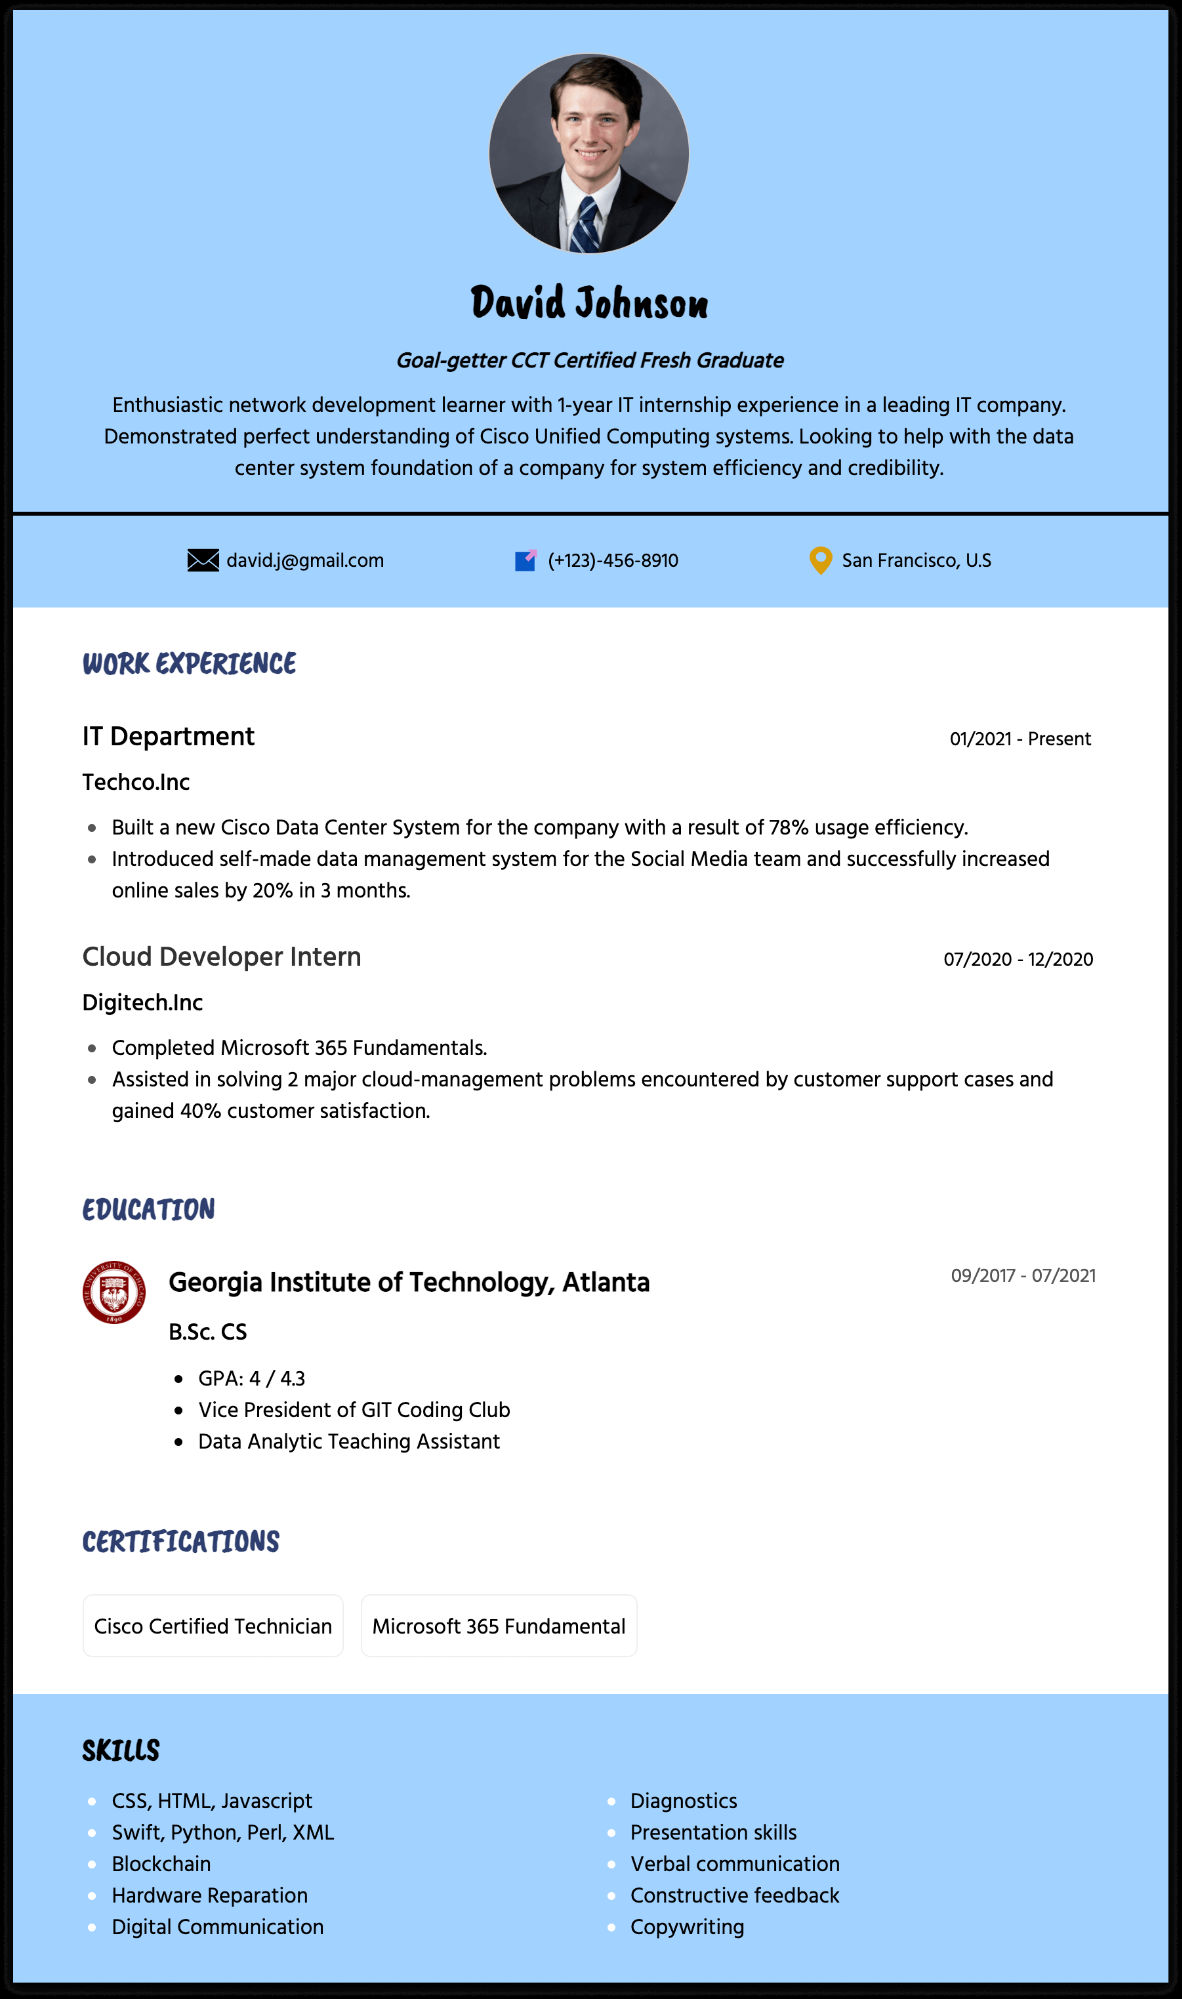 David Johnson
Goal-getter CCT Certified Fresh Graduate
Enthusiastic network development learner with 1-year IT internship experience in a leading IT company.
Demonstrated perfect understanding of Cisco Unified Computing systems. Looking to help with the data
center system foundation of a company for system efficiency and credibility.
david.j@gmail.com
(+123)-456-8910
San Francisco, U.S
WORK EXPERIENCE
IT Department
01/2021 - Present
Techco.Inc
Built a new Cisco Data Center System for the company with a result of 78% usage efficiency.
Introduced self-made data management system for the Social Media team and successfully increased
online sales by 20% in 3 months.
Cloud Developer Intern
07/2020 - 12/2020
Digitech.Inc
Completed Microsoft 365 Fundamentals.
Assisted in solving 2 major cloud-management problems encountered by customer support cases and
gained 40% customer satisfaction.
EDUCATION
THE UNIVERSITY OF CHICAGO
1890
Georgia Institute of Technology, Atlanta
09/2017 - 07/2021
B.Sc. CS
GPA: 4 / 4.3
Vice President of GIT Coding Club
Data Analytic Teaching Assistant
CERTIFICATIONS
Cisco Certified Technician
Microsoft 365 Fundamental
SKILLS
CSS, HTML, Javascript
Swift, Python, Perl, XML
Blockchain
Hardware Reparation
Digital Communication
Diagnostics
Presentation skills
Verbal communication
Constructive feedback
Copywriting